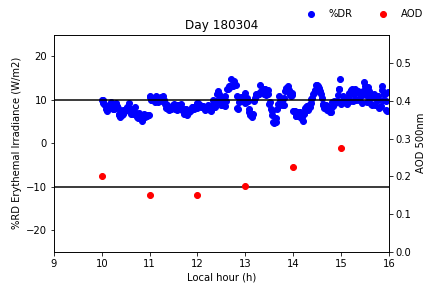 %DR AOD
Day 180304
%RD Erythermal Irradiance (W/m2)
20
10
0
−10
−20
0.5
0.4
0.3
0.2
0.1
0.0
AOD 500nm
9 10 11 12 13 14 15 16
Local hour (h)